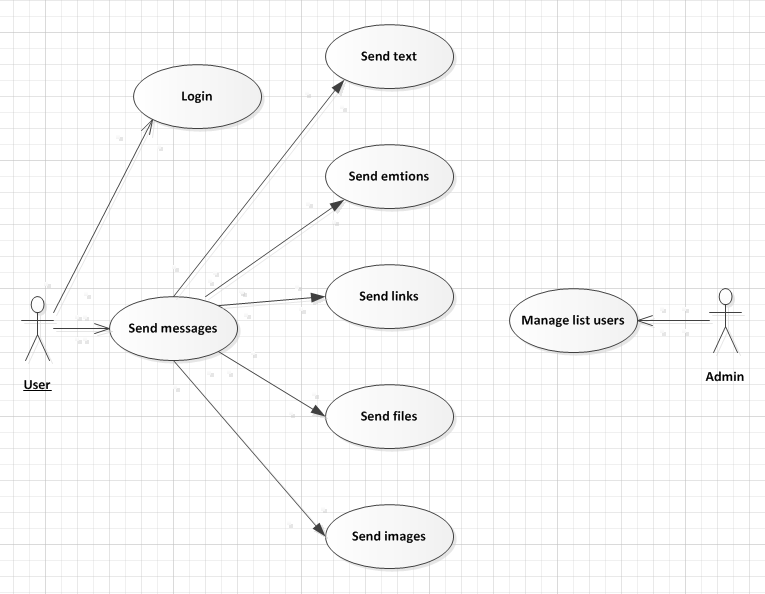 Send text
Login
Send emtions
Send links
Manage list users
Send messages
Admin
User
Send files
Send images